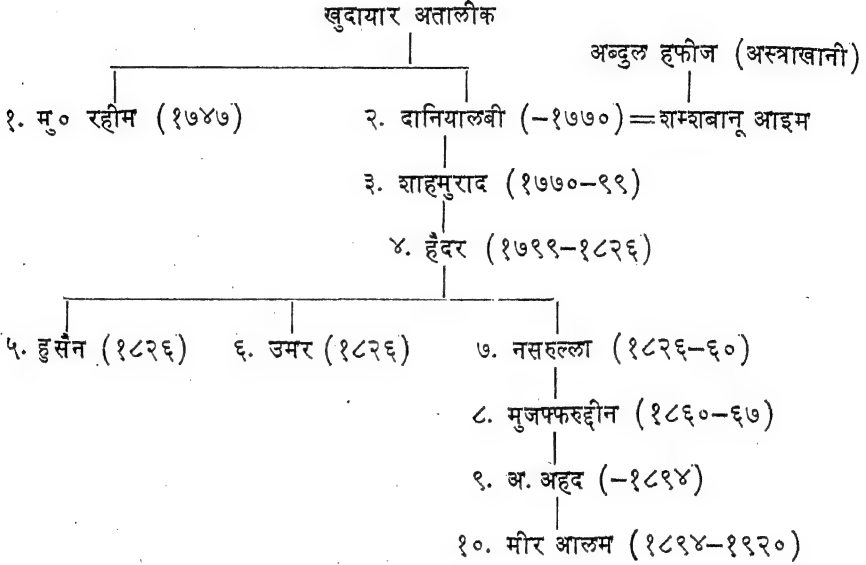 खुदायार अतालीक
अब्दुल हफीज (अस्त्राखानी)
१. मु० रहीम (१७४७) २. दानियालबी (-१७७०) = शम्शबानू आइम
३. शाहमुराद (१७७०-९९)
४. हैदर (१७९९-१८२६)
५. हुसैन (१८२६) ६. उमर (१८२६) ७. नसरुल्ला (१८२६-६०)
८. मुजफ्फरुद्दीन (१८६०-६७)
९. अ. अहद (-१८९४)
१०. मीर आलम (१८९४-१९२०)